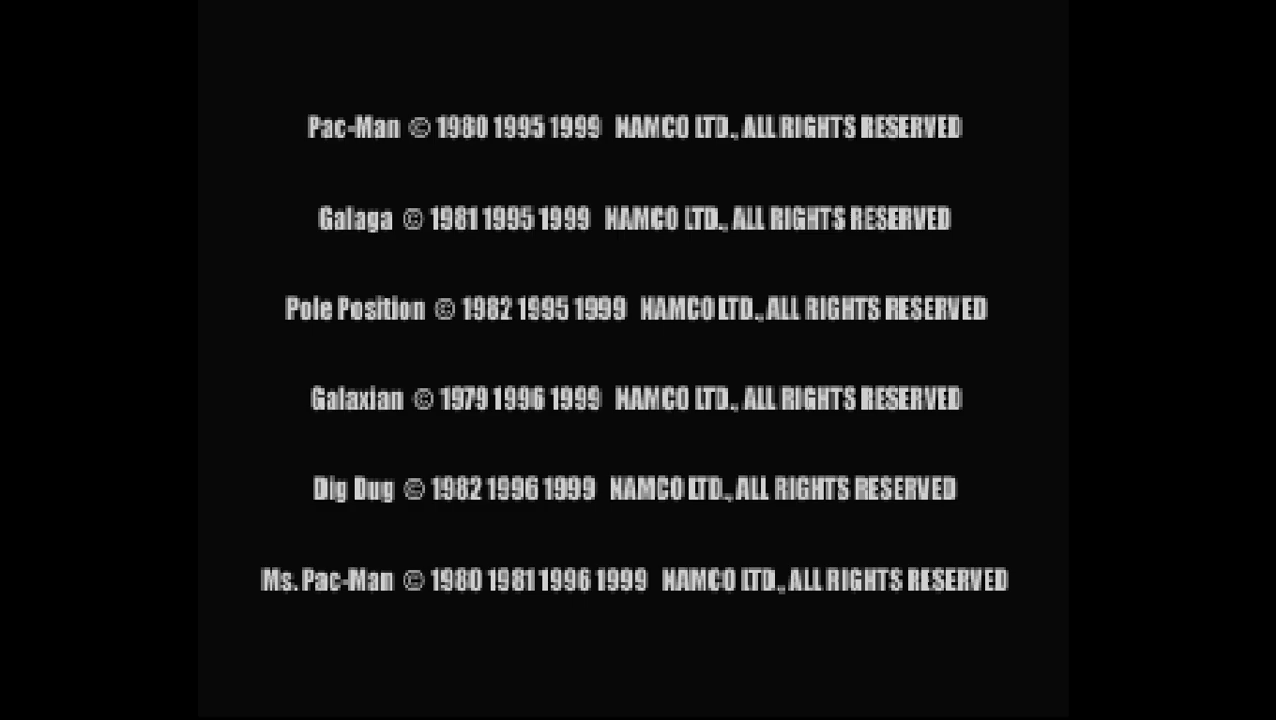 Pac-Man © 1980 1995 1999 NAMCO LTD., ALL RIGHTS RESERVED
Galaga © 1981 1995 1999 NAMCO LTD., ALL RIGHTS RESERVED
Pole Position © 1982 1995 1999 NAMCO LTD., ALL RIGHTS RESERVED
Galaxian © 1979 1996 1999 NAMCO LTD., ALL RIGHTS RESERVED
Dig Dug © 1982 1996 1999 NAMCO LTD., ALL RIGHTS RESERVED
Ms. Pac-Man © 1980 1981 1996 1999 NAMCO LTD., ALL RIGHTS RESERVED